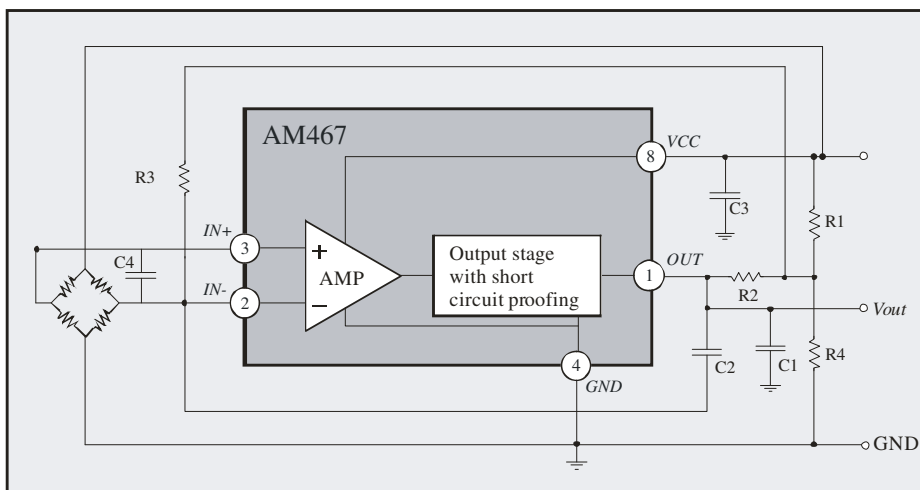 AM467
VCC
8
R3
C3
R1
IN+
3
C4
+
AMP
Output stage
with short
circuit proofing
OUT
1
IN-
2
−
R2
Vout
C2
C1
R4
4
GND
GND